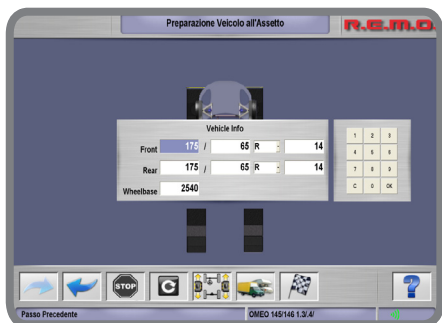 Preparazione Veicolo all'Assetto
R.E.M.O.
Vehicle Info
Front 175 / 65 R - 14
Rear 175 / 65 R - 14
Wheelbase 2540
1 2 3
4 5 6
7 8 9
C 0 OK
STOP
C
?
Passo Precedente
OMEO 145/146 1.3/.4/